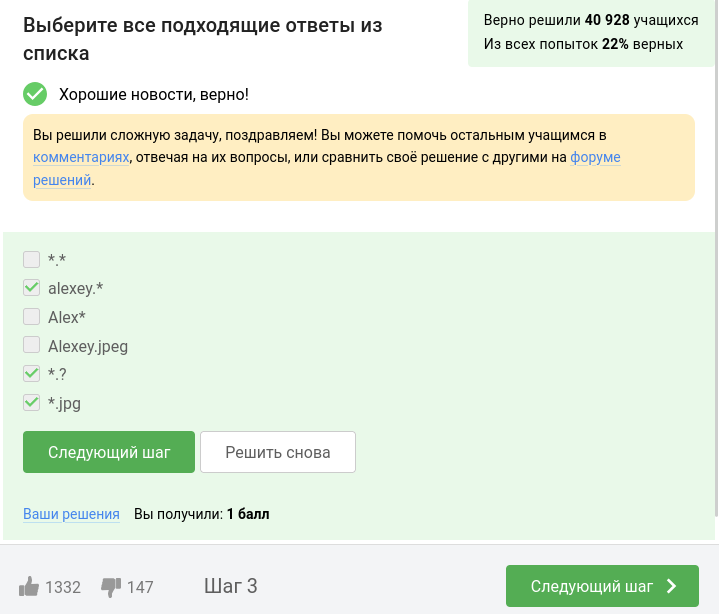 Выберите все подходящие ответы из
списка
Верно решили 40 928 учащихся
Из всех попыток 22% верных
Хорошие новости, верно!
Вы решили сложную задачу, поздравляем! Вы можете помочь остальным учащимся в
комментариях, отвечая на их вопросы, или сравнить своё решение с другими на форуме
решений.
*.*
alexey.*
Alex*
Alexey.jpeg
*.?
*.jpg
Следующий шаг
Решить снова
Ваши решения Вы получили: 1 балл
1332 147 Шаг 3 Следующий шаг